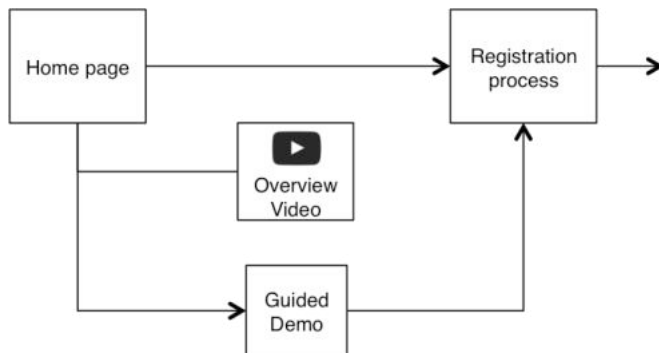 Home page
Registration
process
Overview
Video
Guided
Demo